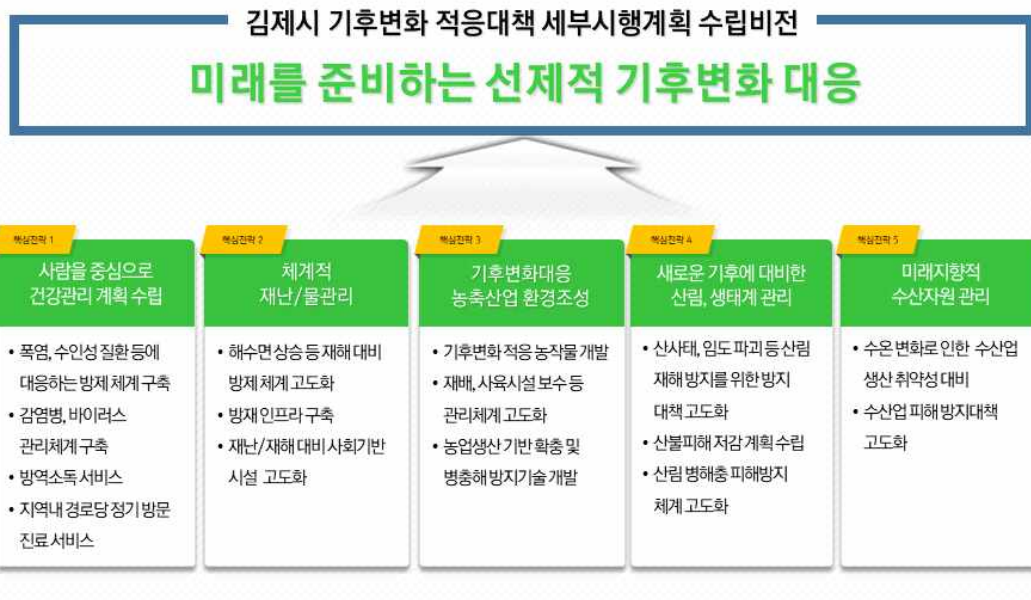 김제시 기후변화 적응대책 세부시행계획 수립비전
미래를 준비하는 선제적 기후변화 대응
핵심전략 1
사람을 중심으로
건강관리 계획 수립
• 폭염, 수인성 질환 등에
대응하는 방제 체계 구축
• 감염병, 바이러스
관리체계 구축
• 방역소독 서비스
• 지역내 경로당 정기 방문
진료 서비스
핵심전략 2
체계적
재난/물관리
• 해수면 상승 등 재해 대비
방제 체계 고도화
• 방재 인프라 구축
• 재난/재해 대비 사회기반
시설 고도화
핵심전략 3
기후변화대응
농축산업 환경조성
• 기후변화 적응 농작물 개발
• 재배, 사육시설 보수 등
관리체계 고도화
• 농업생산 기반 확충 및
병충해 방지기술 개발
핵심전략 4
새로운 기후에 대비한
산림, 생태계 관리
• 산사태, 임도 파괴 등 산림
재해 방지를 위한 방지
대책 고도화
• 산불피해 저감 계획 수립
• 산림 병해충 피해방지
체계 고도화
핵심전략 5
미래지향적
수산자원 관리
• 수온 변화로 인한 수산업
생산 취약성 대비
• 수산업 피해 방지대책
고도화